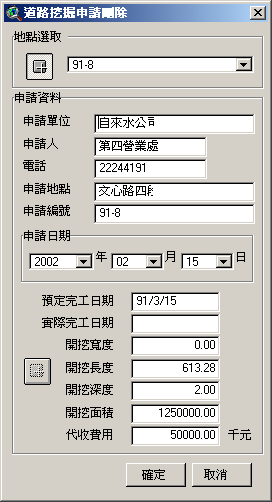 道路挖掘申請刪除
地點選取
91-8
申請資料
申請單位 自來水公司
申請人 第四營業處
電話 22244191
申請地點 文心路四段
申請編號 91-8
申請日期
2002 年 02 月 15 日
預定完工日期 91/3/15
實際完工日期
開挖寬度 0.00
開挖長度 613.28
開挖深度 2.00
開挖面積 1250000.00
代收費用 50000.00 千元
確定 取消